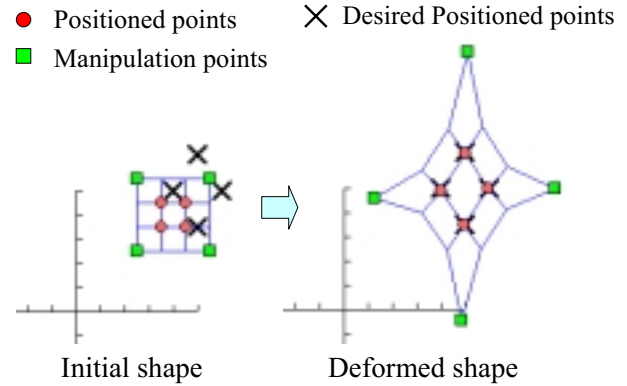 Positioned points
Desired Positioned points
Manipulation points
Initial shape
Deformed shape